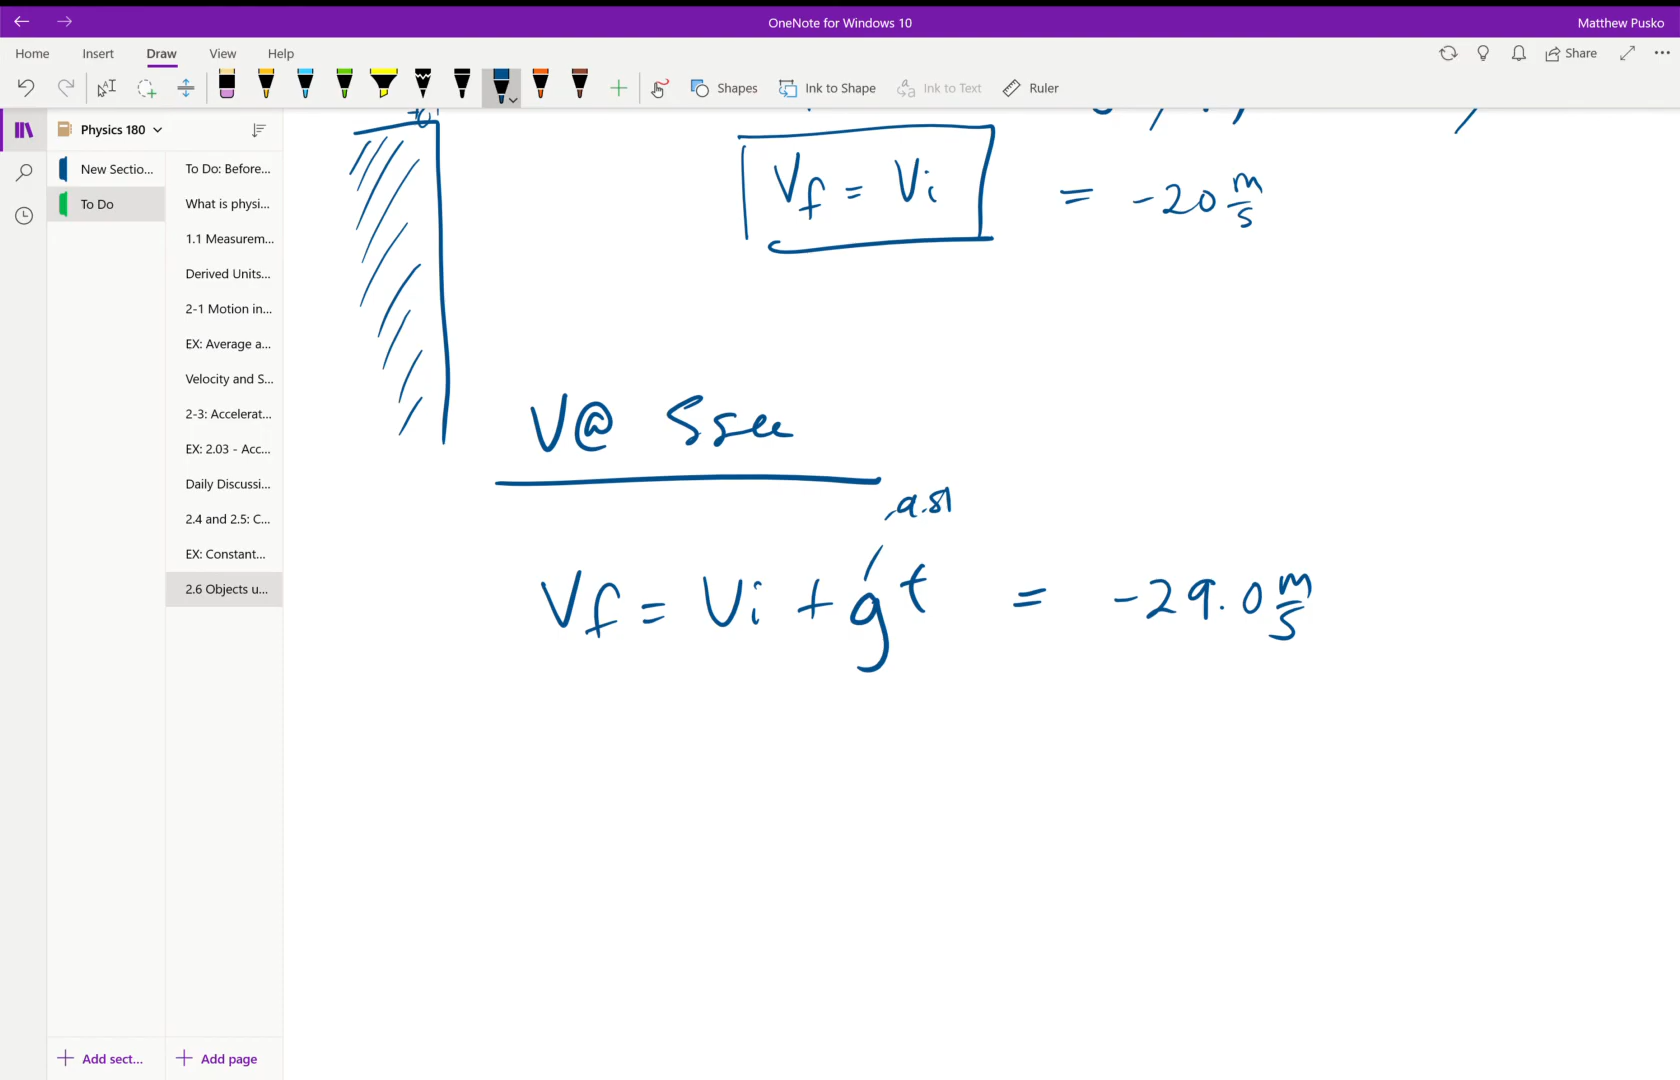 OneNote for Windows 10
Matthew Pusko
Home Insert Draw View Help
Share
Shapes Ink to Shape Ink to Text Ruler
Physics 180
New Sectio...
To Do
To Do: Before...
What is physi...
1.1 Measurem...
Derived Units...
2-1 Motion in...
EX: Average a...
Velocity and S...
2-3: Accelerat...
EX: 2.03 - Acc...
Daily Discussi...
2.4 and 2.5: C...
EX: Constant...
2.6 Objects u...
Add sect...
Add page
Vf = Vi = -20 m/s
V@ 5sec
-9.81
Vf = Vi + gt = -29.0 m/s